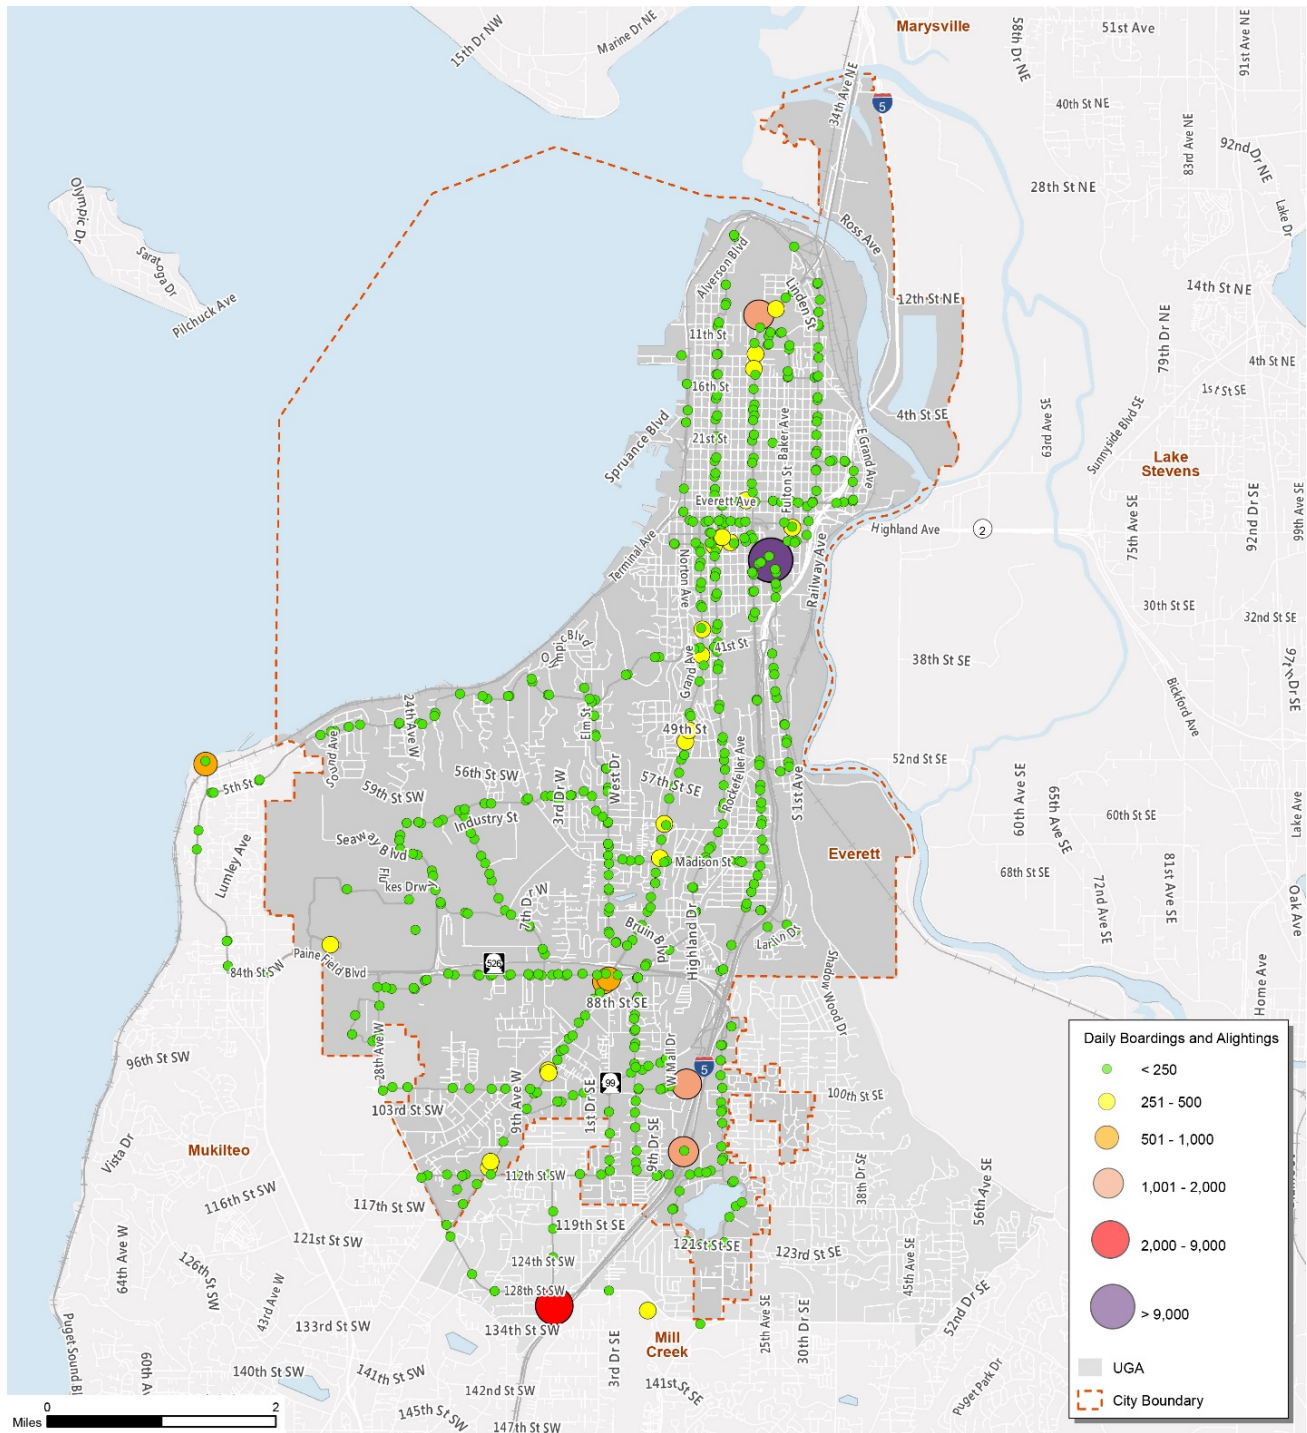 Marysville
15th Dr NW
Marine Dr NE
58th Dr NE
51st Ave
91st Ave NE
34th Ave NE
5
40th St NE
83rd Ave NE
92nd Dr NE
28th St NE
Lake Dr
Olympic Dr
Saratoga Dr
Pilchuck Ave
Ross Ave
Alverson Blvd
Linden St
12th St NE
14th St NE
11th St
79th Dr NE
4th St NE
16th St
1st St SE
4th St SE
63rd Ave SE
Sunnyside Blvd SE
Spruance Blvd
21st St
Baker Ave
Fulton St
E Grand Ave
Lake
Stevens
Everett Ave
Highland Ave
2
75th Ave SE
92nd Dr SE
99th Ave SE
Terminal Ave
Norton Ave
Railway Ave
30th St SE
32nd St SE
41st St
Grand Ave
38th St SE
97th Dr SE
Bickford Ave
24th Ave W
Elm St
49th St
Sound Ave
5th St
56th St SW
59th St SW
3rd Dr W
West Dr
57th St SE
Rockefeller Ave
S 1st Ave
52nd St SE
60th Ave SE
65th Ave SE
60th St SE
Lake Ave
Industry St
Seaway Blvd
Lumley Ave
Madison St
Everett
68th St SE
72nd Ave SE
81st Ave SE
Oak Ave
7th Dr W
Bruin Blvd
Highland Dr
Larlin Dr
84th St SW
Paine Field Blvd
526
88th St SE
Shadow Wood Dr
Home Ave
96th St SW
28th Ave W
W Mall Dr
5
99
103rd St SW
9th Ave W
1st Dr SE
100th St SE
Vista Dr
Mukilteo
9th Dr SE
112th St SW
38th Dr SE
56th Ave SE
116th St SW
117th St SW
119th St SE
121st St SW
121st St SE
123rd St SE
64th Ave W
126th St SW
124th St SW
45th Ave SE
43rd Ave W
128th St SW
52nd Dr SE
133rd St SW
134th St SW
Mill
Creek
25th Ave SE
30th Dr SE
3rd Dr SE
Puget Sound Bl
60th Av
140th St SW
141th St SW
142nd St SW
141st St SE
Puget Park Dr
145th St SW
147th St SW
Daily Boardings and Alightings
< 250
251 - 500
501 - 1,000
1,001 - 2,000
2,000 - 9,000
> 9,000
UGA
City Boundary
0 2
Miles